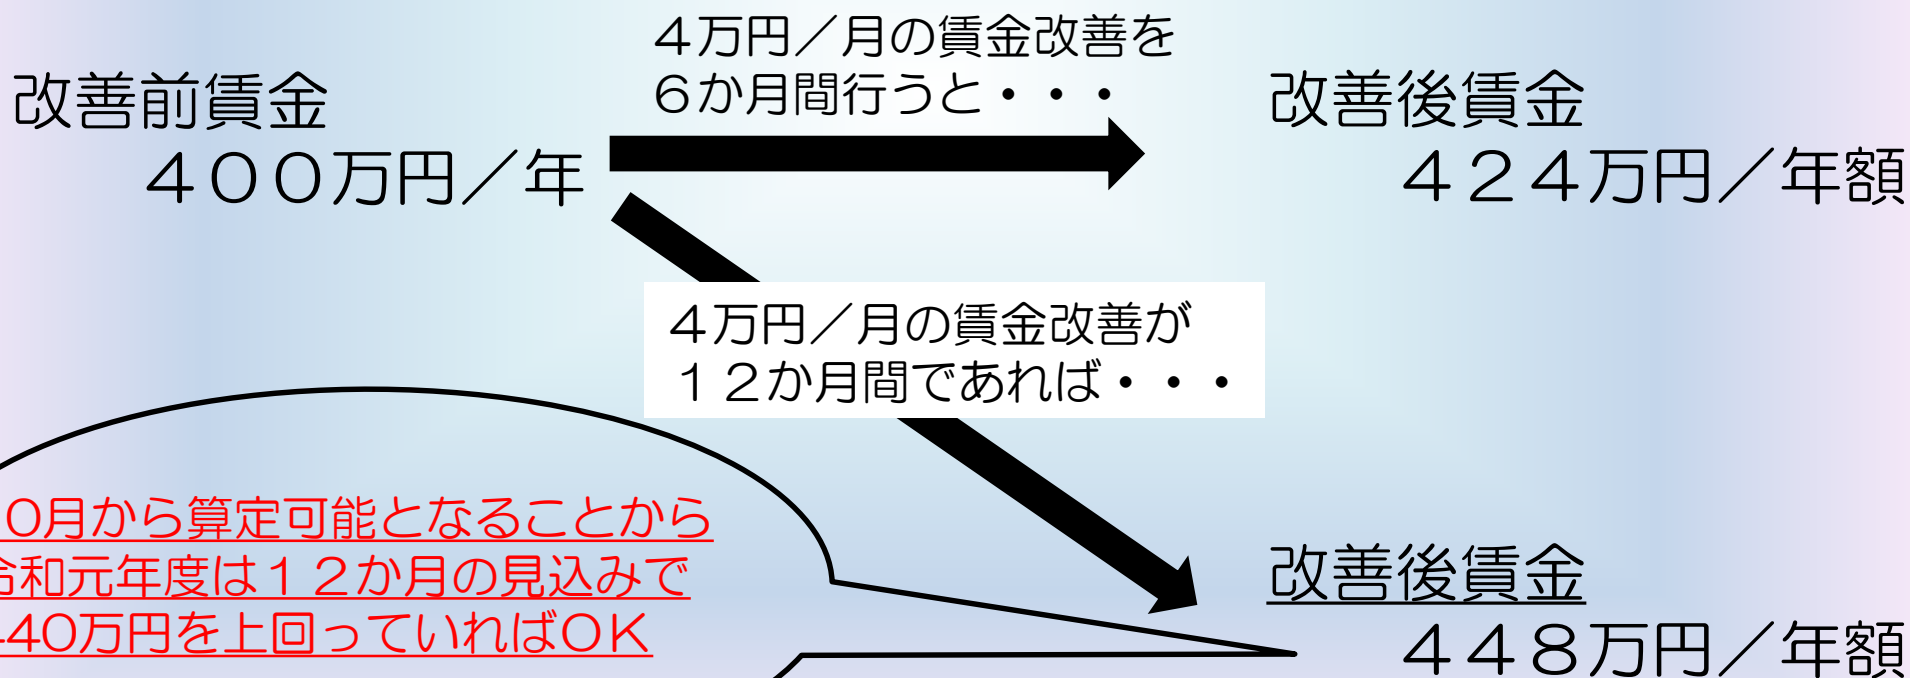 ４万円／月の賃金改善を
６か月間行うと・・・
改善前賃金
４００万円／年
改善後賃金
４２４万円／年額
４万円／月の賃金改善が
１２か月間であれば・・・
０月から算定可能となることから
令和元年度は１２か月の見込みで
４０万円を上回っていればＯＫ
改善後賃金
４４８万円／年額